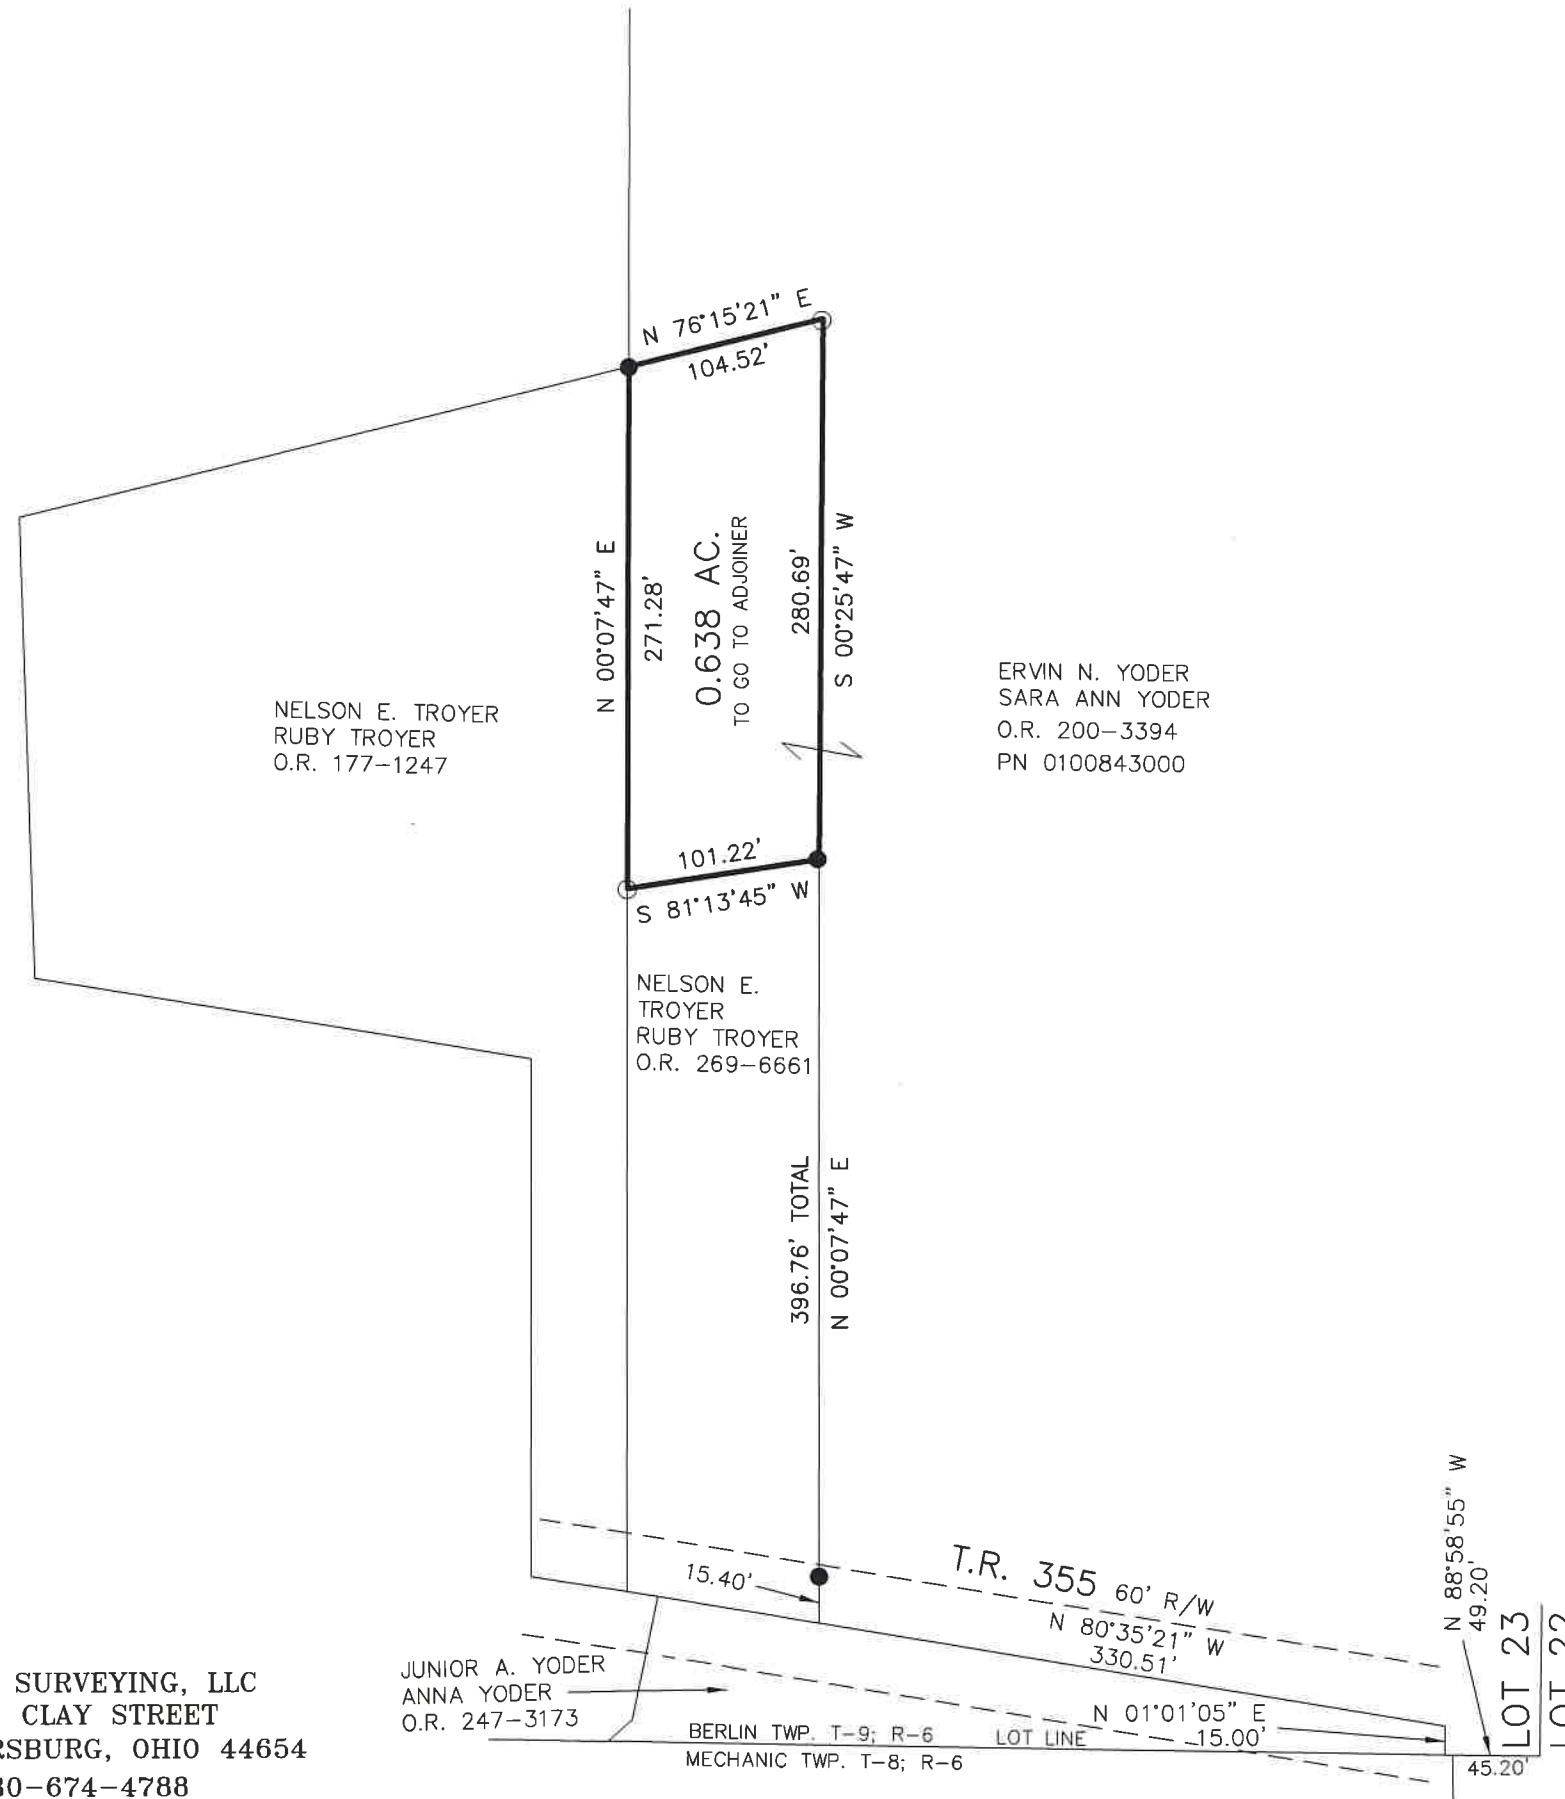 N 76°15'21" E
104.52'
N 00°07'47" E
271.28'
0.638 AC.
TO GO TO ADJOINER
280.69'
S 00°25'47" W
NELSON E. TROYER
RUBY TROYER
O.R. 177-1247
ERVIN N. YODER
SARA ANN YODER
O.R. 200-3394
PN 0100843000
101.22'
S 81°13'45" W
NELSON E.
TROYER
RUBY TROYER
O.R. 269-6661
396.76' TOTAL
N 00°07'47" E
15.40'
T.R. 355 60' R/W
N 80°35'21" W
330.51'
N 88°58'55" W
49.20'
LOT 23
LOT 22
JUNIOR A. YODER
ANNA YODER
O.R. 247-3173
N 01°01'05" E
15.00'
BERLIN TWP. T-9; R-6 LOT LINE
MECHANIC TWP. T-8; R-6
45.20'
SURVEYING, LLC
CLAY STREET
RSBURG, OHIO 44654
30-674-4788